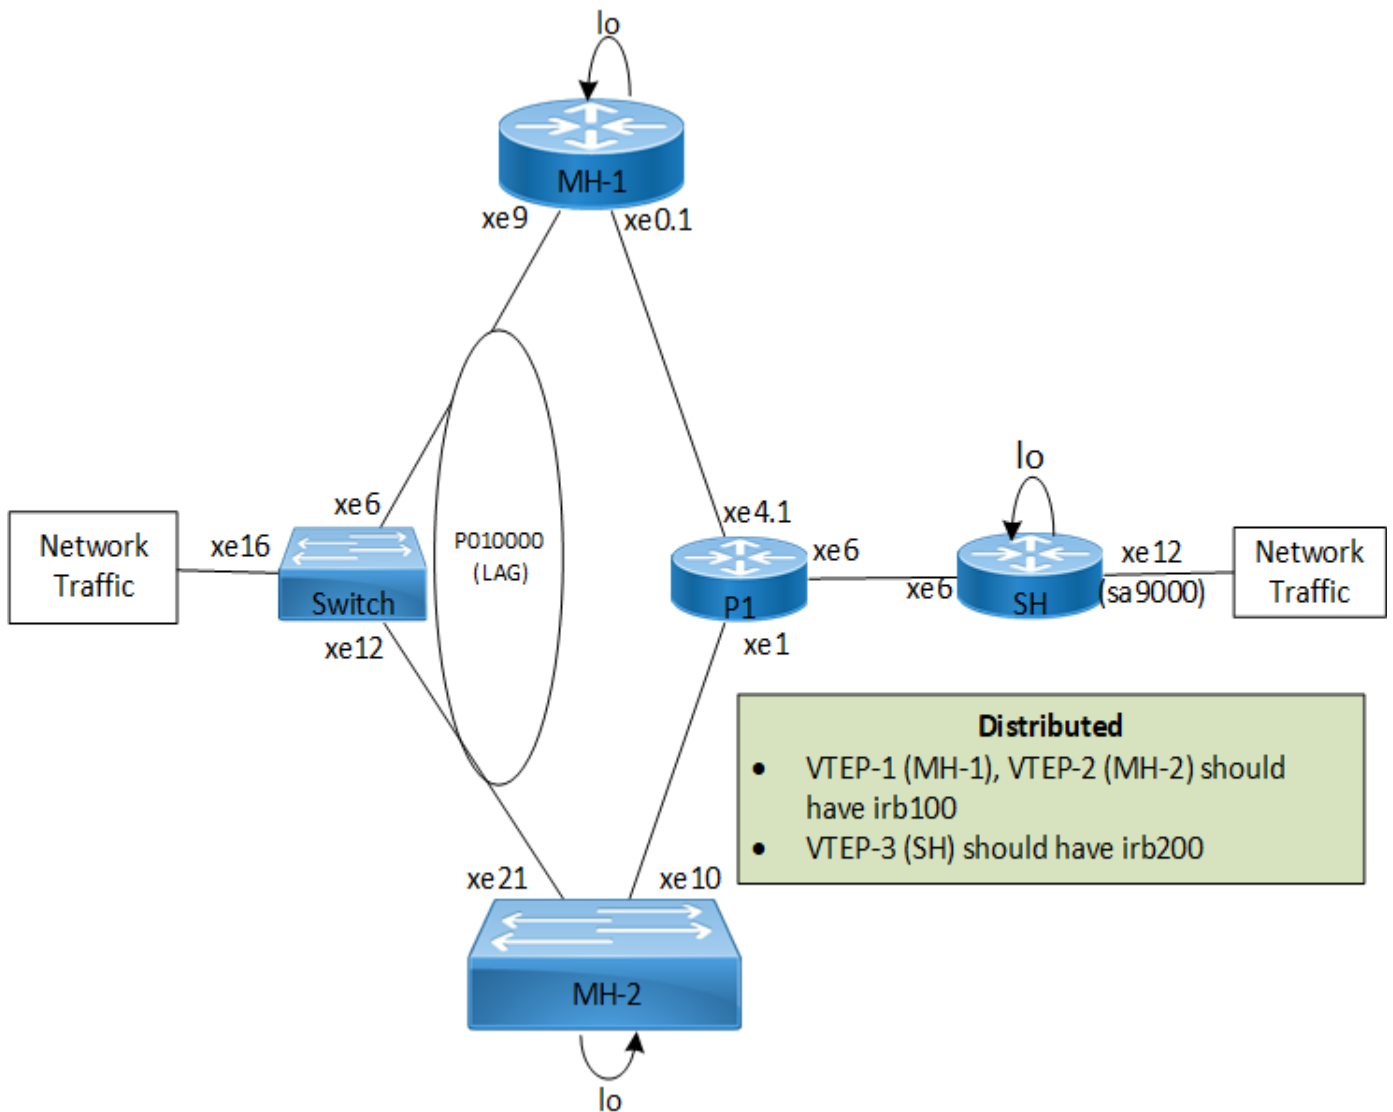 lo
MH-1
xe9
xe0.1
xe6
xe16
Network
Traffic
Switch
xe12
P010000
(LAG)
xe4.1
lo
xe6
xe6
P1
xe1
SH
xe12
(sa9000)
Network
Traffic
Distributed
• VTEP-1 (MH-1), VTEP-2 (MH-2) should
have irb100
• VTEP-3 (SH) should have irb200
xe21
xe10
MH-2
lo